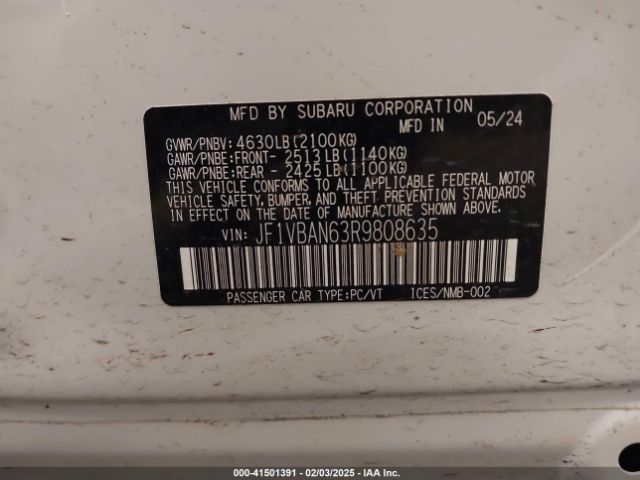 MFD BY SUBARU CORPORATION
MFD IN 05/24
GVWR/PNBV: 4630LB(2100KG)
GAWR/PNBE:FRONT- 2513LB(1140KG)
GAWR/PNBE:REAR - 2425LB(1100KG)
THIS VEHICLE CONFORMS TO ALL APPLICABLE FEDERAL MOTOR
VEHICLE SAFETY, BUMPER, AND THEFT PREVENTION STANDARDS
IN EFFECT ON THE DATE OF MANUFACTURE SHOWN ABOVE.
VIN: JF1VBAN63R9808635
PASSENGER CAR TYPE:PC/VT ICES/NMB-002
000-41501391 - 02/03/2025 - IAA Inc.